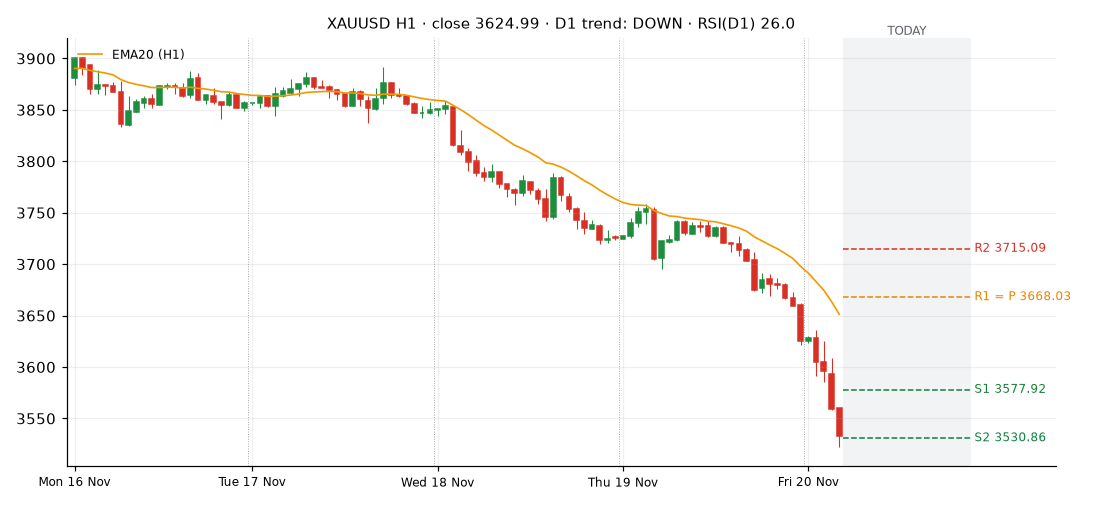 XAUUSD H1 · close 3624.99 · D1 trend: DOWN · RSI(D1) 26.0
TODAY
EMA20 (H1)
3900
3850
3800
3750
3700
3650
3600
3550
R2 3715.09
R1 = P 3668.03
S1 3577.92
S2 3530.86
Mon 16 Nov
Tue 17 Nov
Wed 18 Nov
Thu 19 Nov
Fri 20 Nov